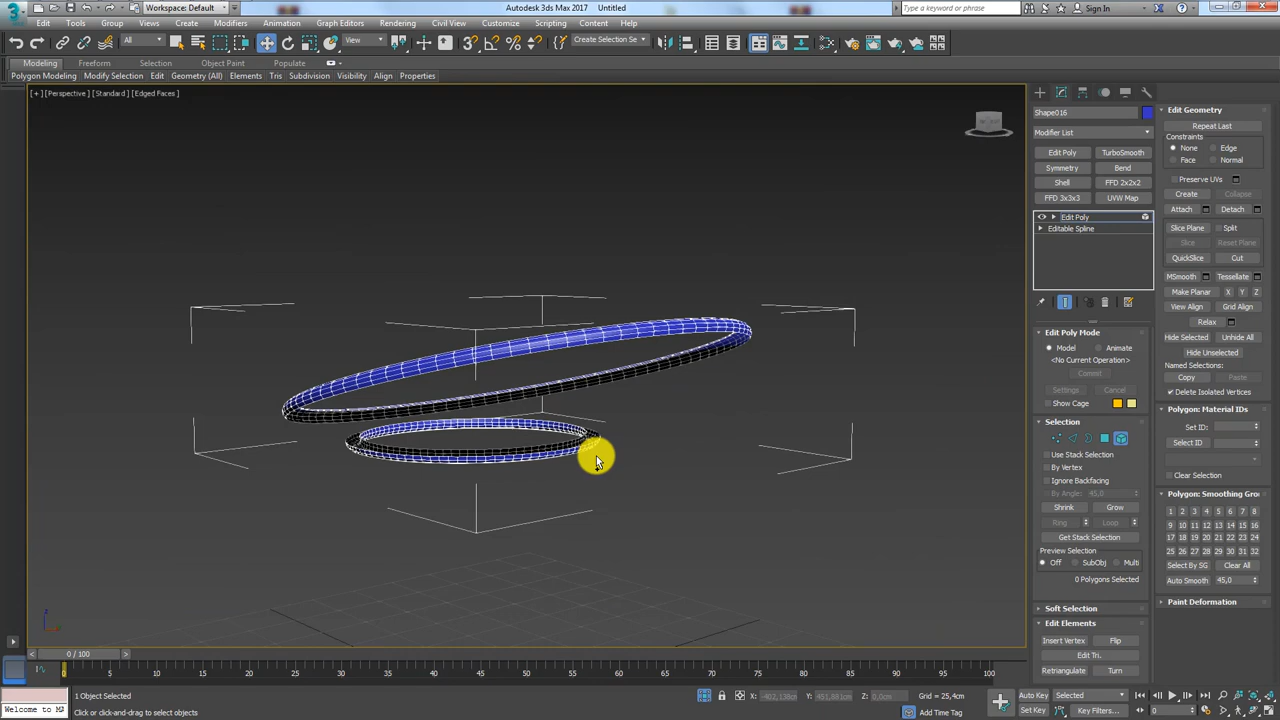 Autodesk 3ds Max 2017 Untitled
Workspace: Default
Type a keyword or phrase
Sign In
Edit Tools Group Views Create Modifiers Animation Graph Editors Rendering Civil View Customize Scripting Content Help
All View Create Selection Se
Modeling Freeform Selection Object Paint Populate
Polygon Modeling Modify Selection Edit Geometry (All) Elements Tris Subdivision Visibility Align Properties
[+] [Perspective] [Standard] [Edged Faces]
Shape016
Modifier List
Edit Poly TurboSmooth
Symmetry Bend
Shell FFD 2x2x2
FFD 3x3x3 UVW Map
Edit Poly
Editable Spline
Edit Poly Mode
Model Animate
<No Current Operation>
Commit
Settings Cancel
Show Cage
Selection
Use Stack Selection
By Vertex
Ignore Backfacing
By Angle: 45,0
Shrink Grow
Ring Loop
Get Stack Selection
Preview Selection
Off SubObj Multi
0 Polygons Selected
Soft Selection
Edit Elements
Insert Vertex Flip
Edit Tri.
Retriangulate Turn
Edit Geometry
Repeat Last
Constraints
None Edge
Face Normal
Preserve UVs
Create Collapse
Attach Detach
Slice Plane Split
Slice Reset Plane
QuickSlice Cut
MSmooth Tessellate
Make Planar X Y Z
View Align Grid Align
Relax
Hide Selected Unhide All
Hide Unselected
Named Selections:
Copy Paste
Delete Isolated Vertices
Polygon: Material IDs
Set ID:
Select ID
Clear Selection
Polygon: Smoothing Gro
1 2 3 4 5 6 7 8
9 10 11 12 13 14 15 16
17 18 19 20 21 22 23 24
25 26 27 28 29 30 31 32
Select By SG Clear All
Auto Smooth 45,0
Paint Deformation
z
0 / 100
0 5 10 15 20 25 30 35 40 45 50 55 60 65 70 75 80 85 90 95 100
1 Object Selected
X: -402,138cm Y: 451,881cm Z: 0,0cm Grid = 25,4cm
Auto Key Selected
Welcome to M
Click or click-and-drag to select objects
Add Time Tag
Set Key Key Filters... 0